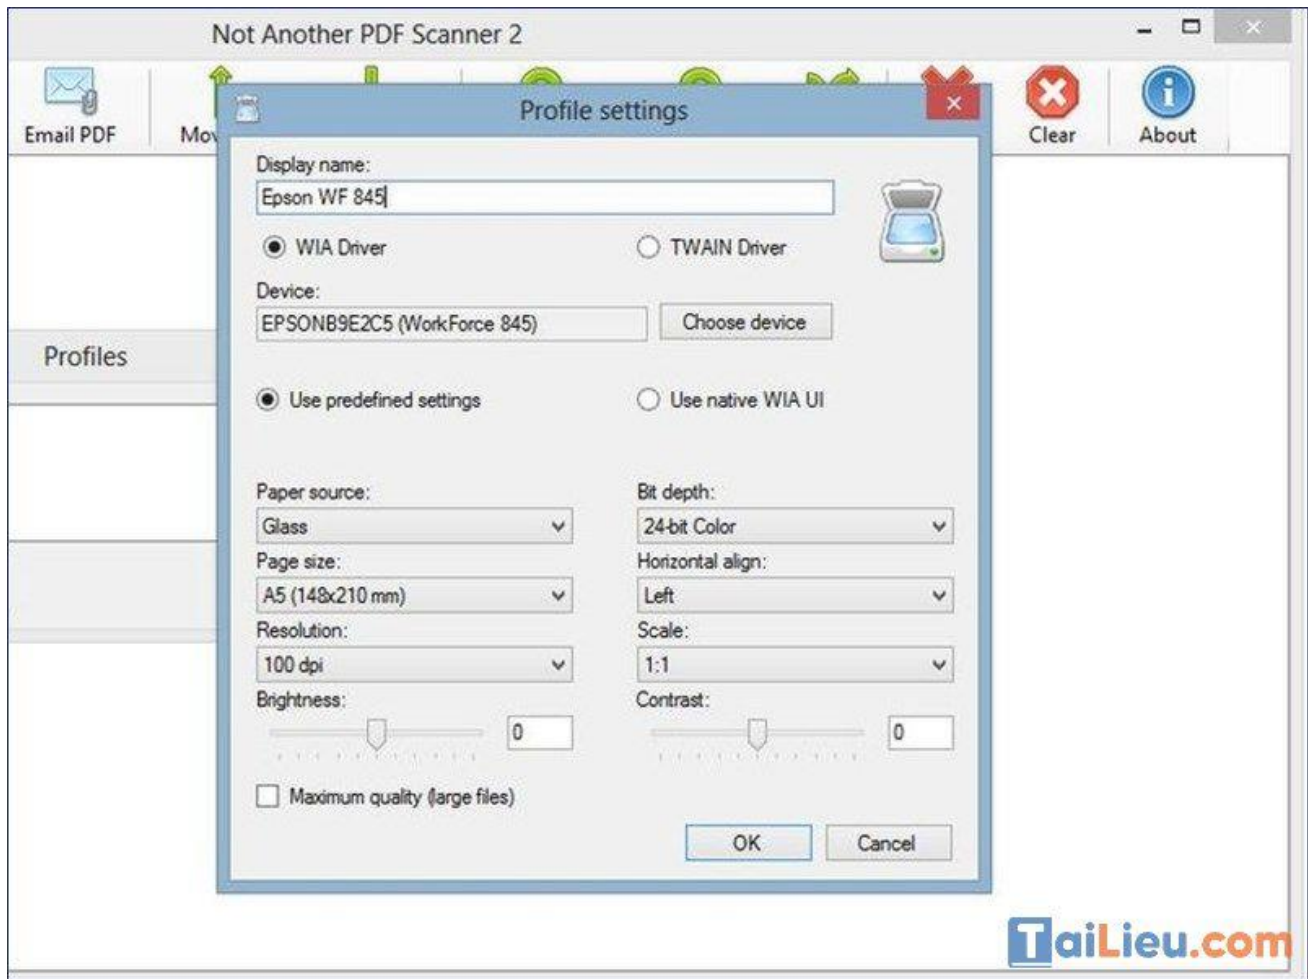 Not Another PDF Scanner 2
Email PDF
Clear
About
Profile settings
Display name:
Epson WF 845
WIA Driver
TWAIN Driver
Device:
EPSONB9E2C5 (WorkForce 845)
Choose device
Profiles
Use predefined settings
Use native WIA UI
Paper source:
Bit depth:
Glass
24-bit Color
Page size:
Horizontal align:
A5 (148x210 mm)
Left
Resolution:
Scale:
100 dpi
1:1
Brightness:
Contrast:
0
0
Maximum quality (large files)
OK
Cancel
TaiLieu.com